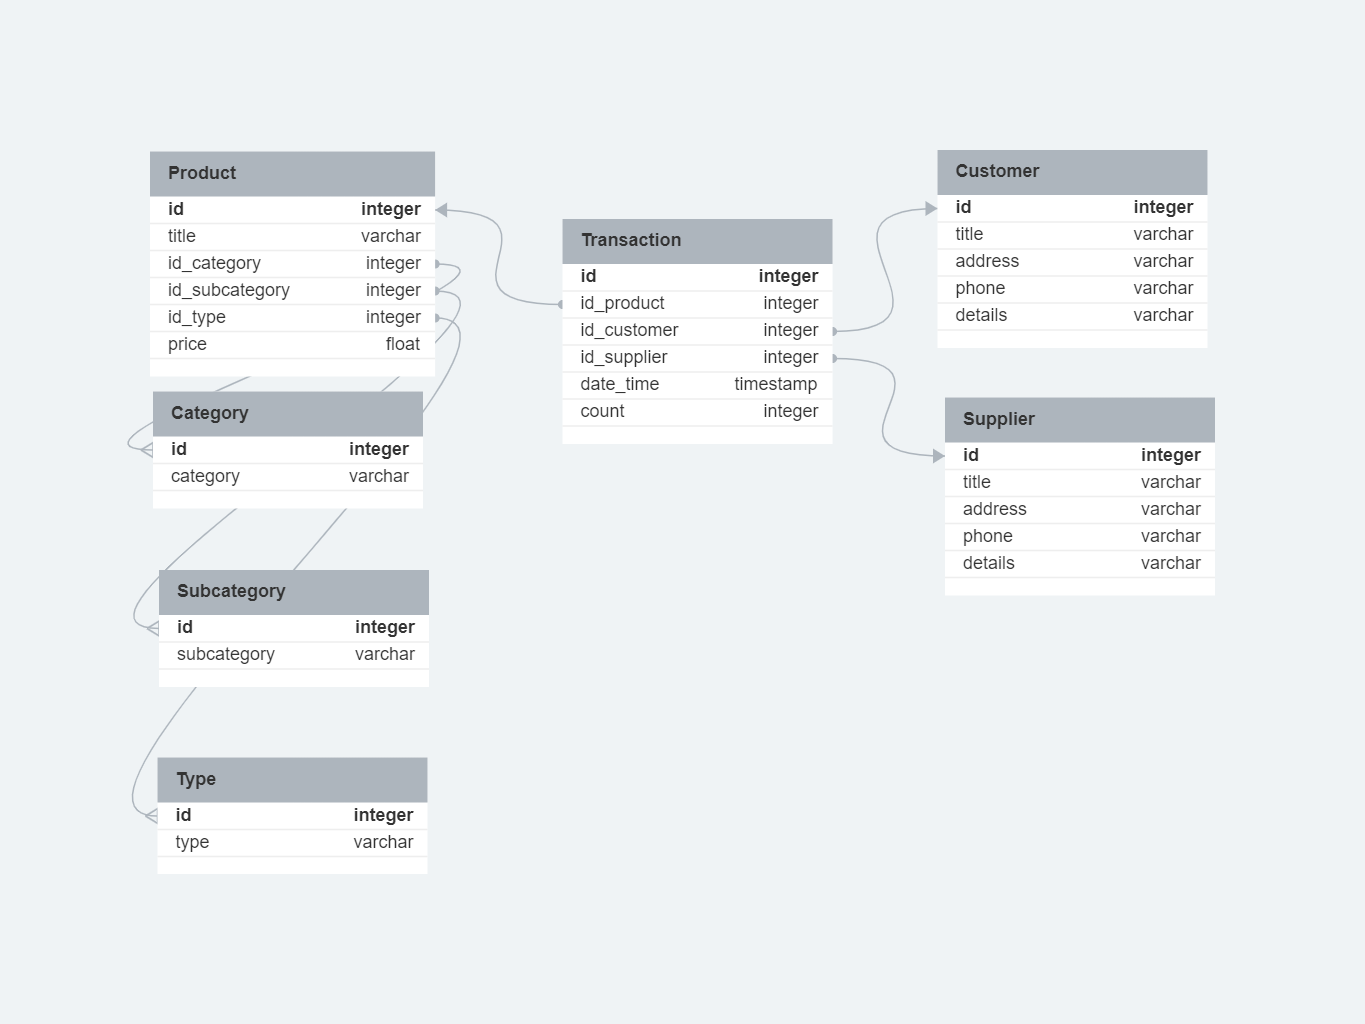 Product
id integer
title varchar
id_category integer
id_subcategory integer
id_type integer
price float
Category
id integer
category varchar
Subcategory
id integer
subcategory varchar
Type
id integer
type varchar
Transaction
id integer
id_product integer
id_customer integer
id_supplier integer
date_time timestamp
count integer
Customer
id integer
title varchar
address varchar
phone varchar
details varchar
Supplier
id integer
title varchar
address varchar
phone varchar
details varchar